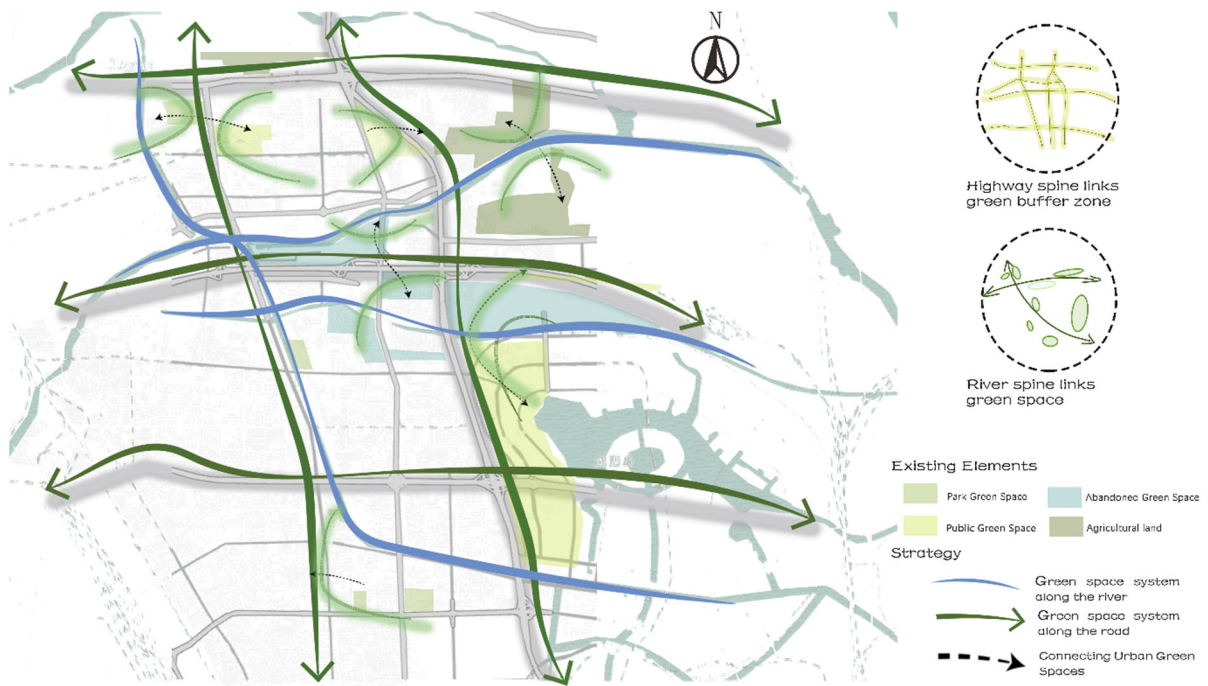 N
Highway spine links
green buffer zone
River spine links
green space
Existing Elements
Park Green Space
Abandoned Green Space
Public Green Space
Agricultural land
Strategy
Green space system
along the river
Green space system
along the road
Connecting Urban Green
Spaces